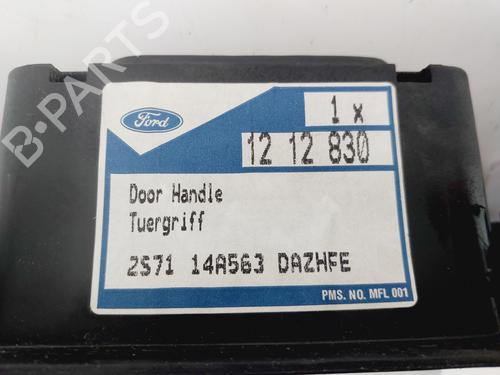 B-PARTS
Ford
1 x
12 12 830
Door Handle
Tuergriff
2S71 14A563 DAZHFE
PMS. NO. MFL 001